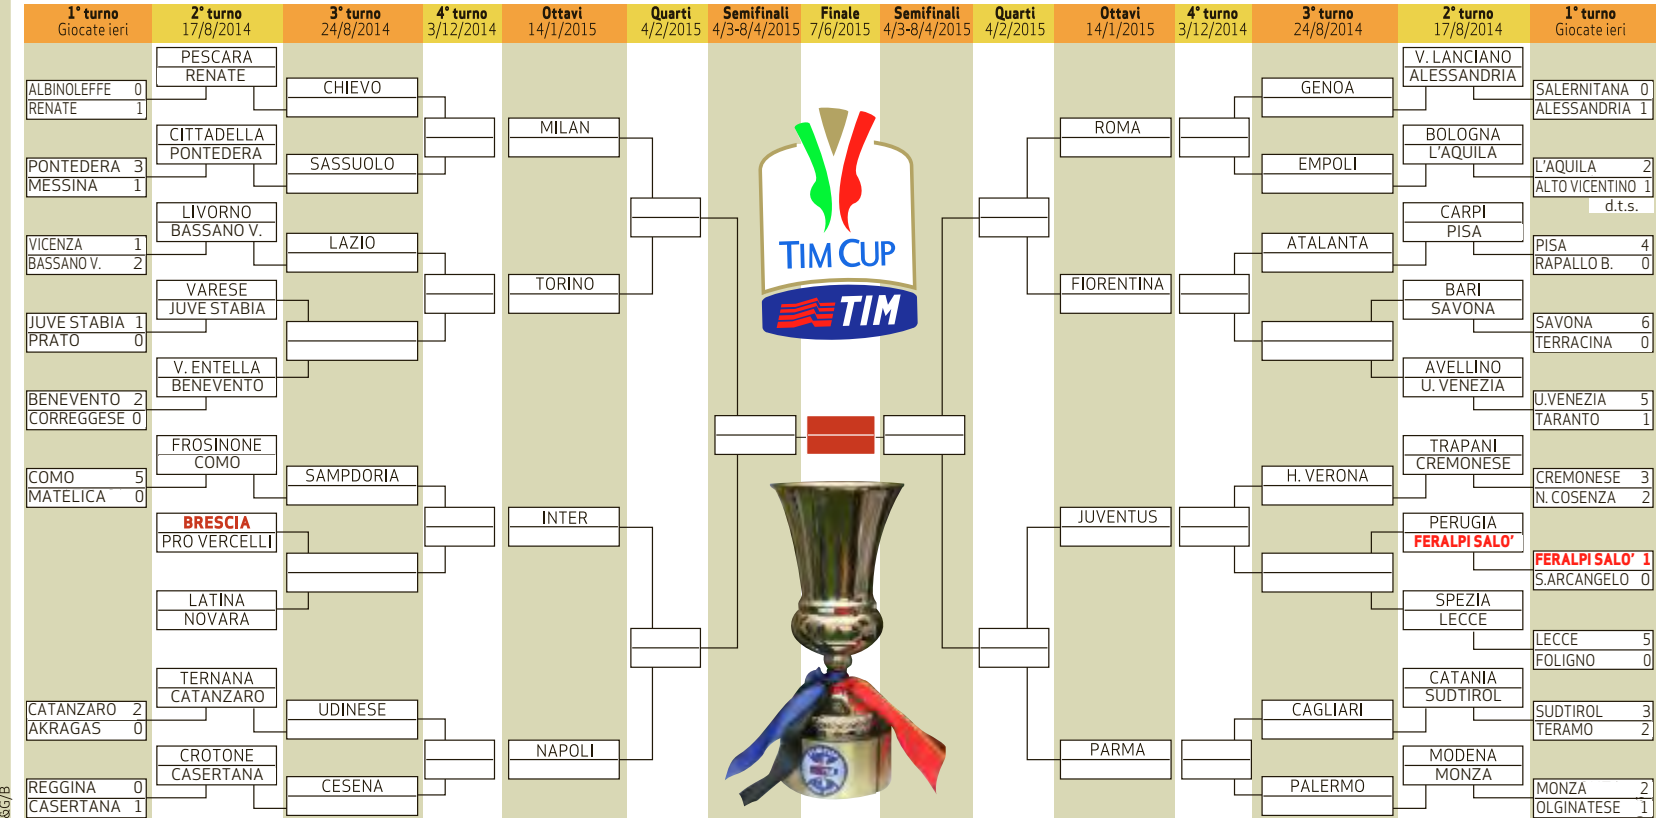 1° turno
Giocate ieri
2° turno
17/8/2014
3° turno
24/8/2014
4° turno
3/12/2014
Ottavi
14/1/2015
Quarti
4/2/2015
Semifinali
4/3-8/4/2015
Finale
7/6/2015
Semifinali
4/3-8/4/2015
Quarti
4/2/2015
Ottavi
14/1/2015
4° turno
3/12/2014
3° turno
24/8/2014
2° turno
17/8/2014
1° turno
Giocate ieri
ALBINOLEFFE 0
RENATE 1
PONTEDERA 3
MESSINA 1
VICENZA 1
BASSANO V. 2
JUVE STABIA 1
PRATO 0
BENEVENTO 2
CORREGGESE 0
COMO 5
MATELICA 0
CATANZARO 2
AKRAGAS 0
REGGINA 0
CASERTANA 1
PESCARA
RENATE
CITTADELLA
PONTEDERA
LIVORNO
BASSANO V.
VARESE
JUVE STABIA
V. ENTELLA
BENEVENTO
FROSINONE
COMO
BRESCIA
PRO VERCELLI
LATINA
NOVARA
TERNANA
CATANZARO
CROTONE
CASERTANA
CHIEVO
SASSUOLO
LAZIO
SAMPDORIA
UDINESE
CESENA
MILAN
TORINO
INTER
NAPOLI
TIM CUP
TIM
ROMA
FIORENTINA
JUVENTUS
PARMA
GENOA
EMPOLI
ATALANTA
H. VERONA
CAGLIARI
PALERMO
V. LANCIANO
ALESSANDRIA
BOLOGNA
L'AQUILA
CARPI
PISA
BARI
SAVONA
AVELLINO
U. VENEZIA
TRAPANI
CREMONESE
PERUGIA
FERALPI SALO'
SPEZIA
LECCE
CATANIA
SUDTIROL
MODENA
MONZA
SALERNITANA 0
ALESSANDRIA 1
L'AQUILA 2
ALTO VICENTINO 1
d.t.s.
PISA 4
RAPALLO B. 0
SAVONA 6
TERRACINA 0
U.VENEZIA 5
TARANTO 1
CREMONESE 3
N. COSENZA 2
FERALPI SALO' 1
S.ARCANGELO 0
LECCE 5
FOLIGNO 0
SUDTIROL 3
TERAMO 2
MONZA 2
OLGINATESE 1